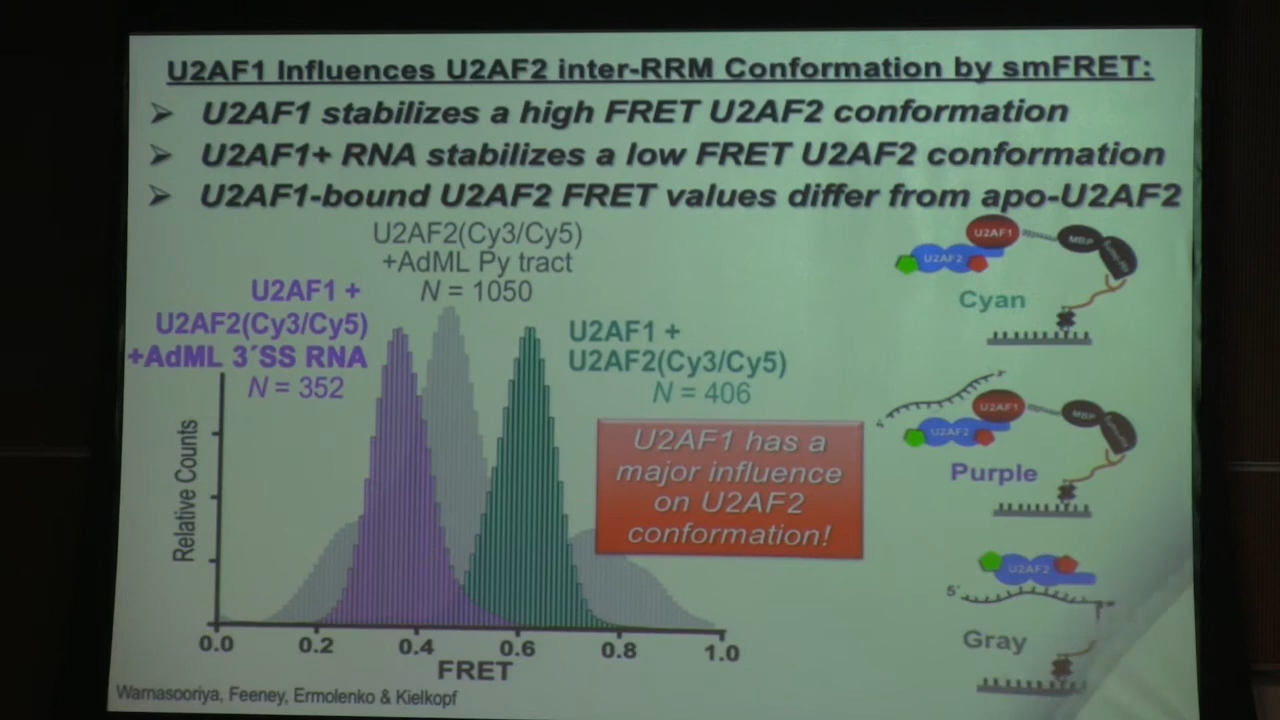 U2AF1 Influences U2AF2 inter-RRM Conformation by smFRET:
➢ U2AF1 stabilizes a high FRET U2AF2 conformation
➢ U2AF1+ RNA stabilizes a low FRET U2AF2 conformation
➢ U2AF1-bound U2AF2 FRET values differ from apo-U2AF2
U2AF2(Cy3/Cy5)
+AdML Py tract
N = 1050
U2AF1 +
U2AF2(Cy3/Cy5)
+AdML 3´SS RNA
N = 352
U2AF1 +
U2AF2(Cy3/Cy5)
N = 406
U2AF1 has a
major influence
on U2AF2
conformation!
Relative Counts
0.0 0.2 0.4 0.6 0.8 1.0
FRET
Warnasooriya, Feeney, Ermolenko & Kielkopf
U2AF1
MBP
U2AF2
Cyan
5'
U2AF1
MBP
U2AF2
Purple
U2AF2
5'
Gray